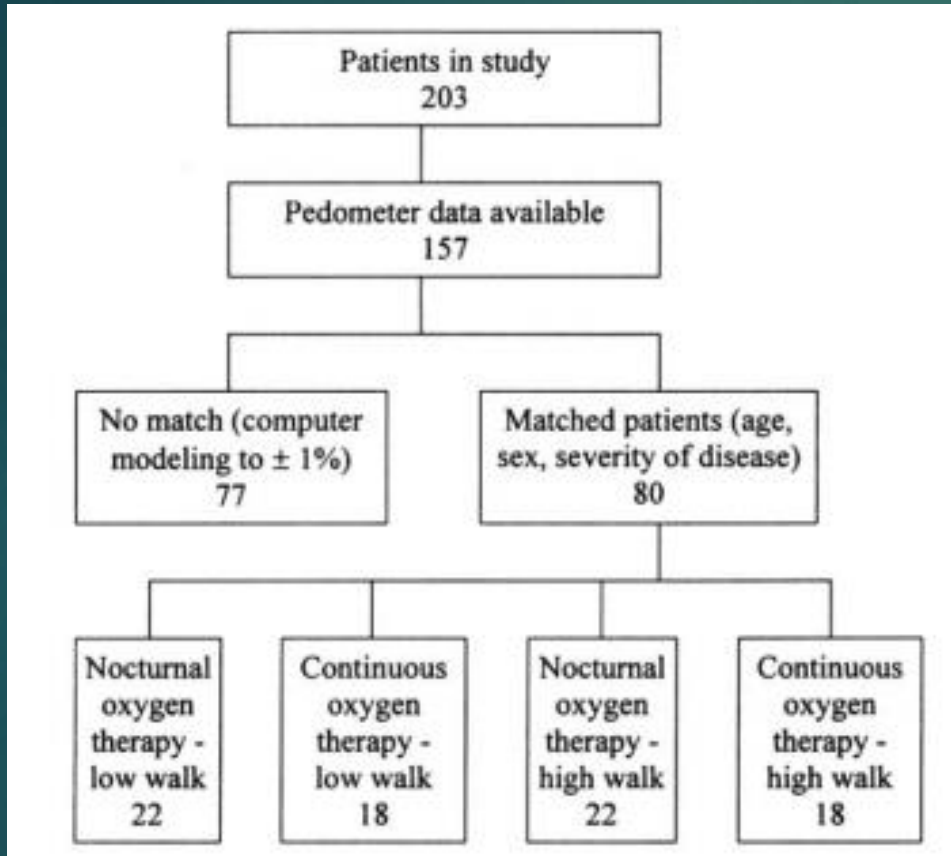 Patients in study
203
Pedometer data available
157
No match (computer
modeling to ± 1%)
77
Matched patients (age,
sex, severity of disease)
80
Nocturnal
oxygen
therapy -
low walk
22
Continuous
oxygen
therapy -
low walk
18
Nocturnal
oxygen
therapy -
high walk
22
Continuous
oxygen
therapy -
high walk
18